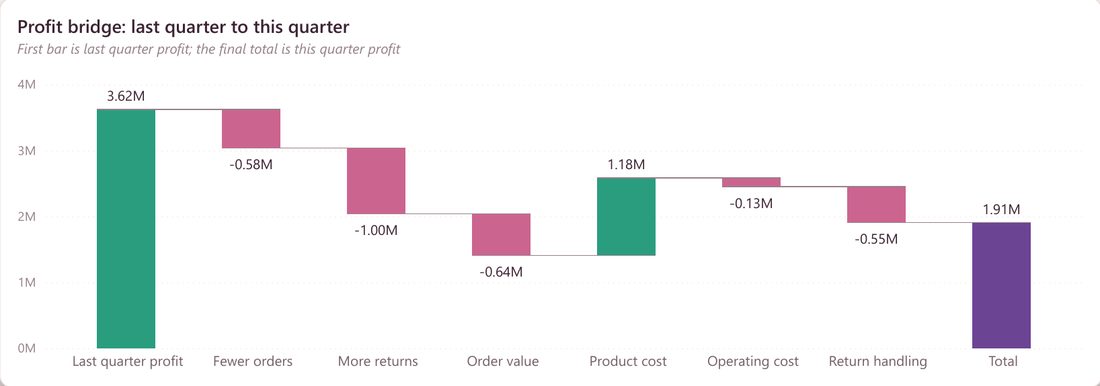 Profit bridge: last quarter to this quarter
First bar is last quarter profit; the final total is this quarter profit
4M
3M
2M
1M
0M
3.62M
-0.58M
-1.00M
-0.64M
1.18M
-0.13M
-0.55M
1.91M
Last quarter profit
Fewer orders
More returns
Order value
Product cost
Operating cost
Return handling
Total